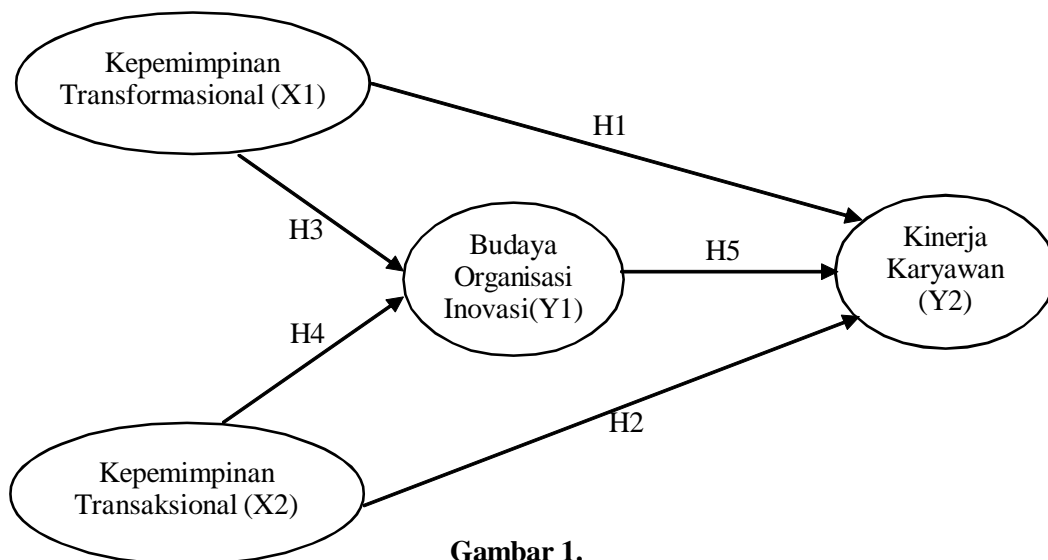 Kepemimpinan
Transformasional (X1)
H1
H3
Budaya
Organisasi
Inovasi(Y1)
H5
Kinerja
Karyawan
(Y2)
H4
H2
Kepemimpinan
Transaksional (X2)
Gambar 1.